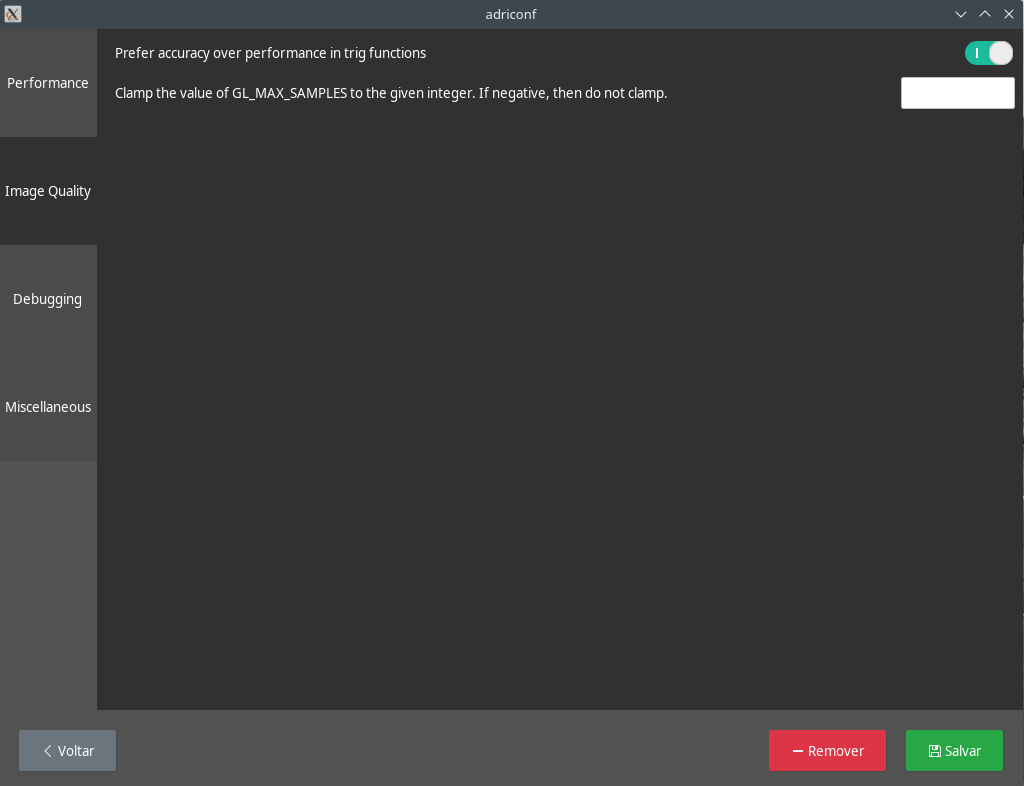 adriconf
Performance
Prefer accuracy over performance in trig functions
Clamp the value of GL_MAX_SAMPLES to the given integer. If negative, then do not clamp.
Image Quality
Debugging
Miscellaneous
Voltar
Remover
Salvar